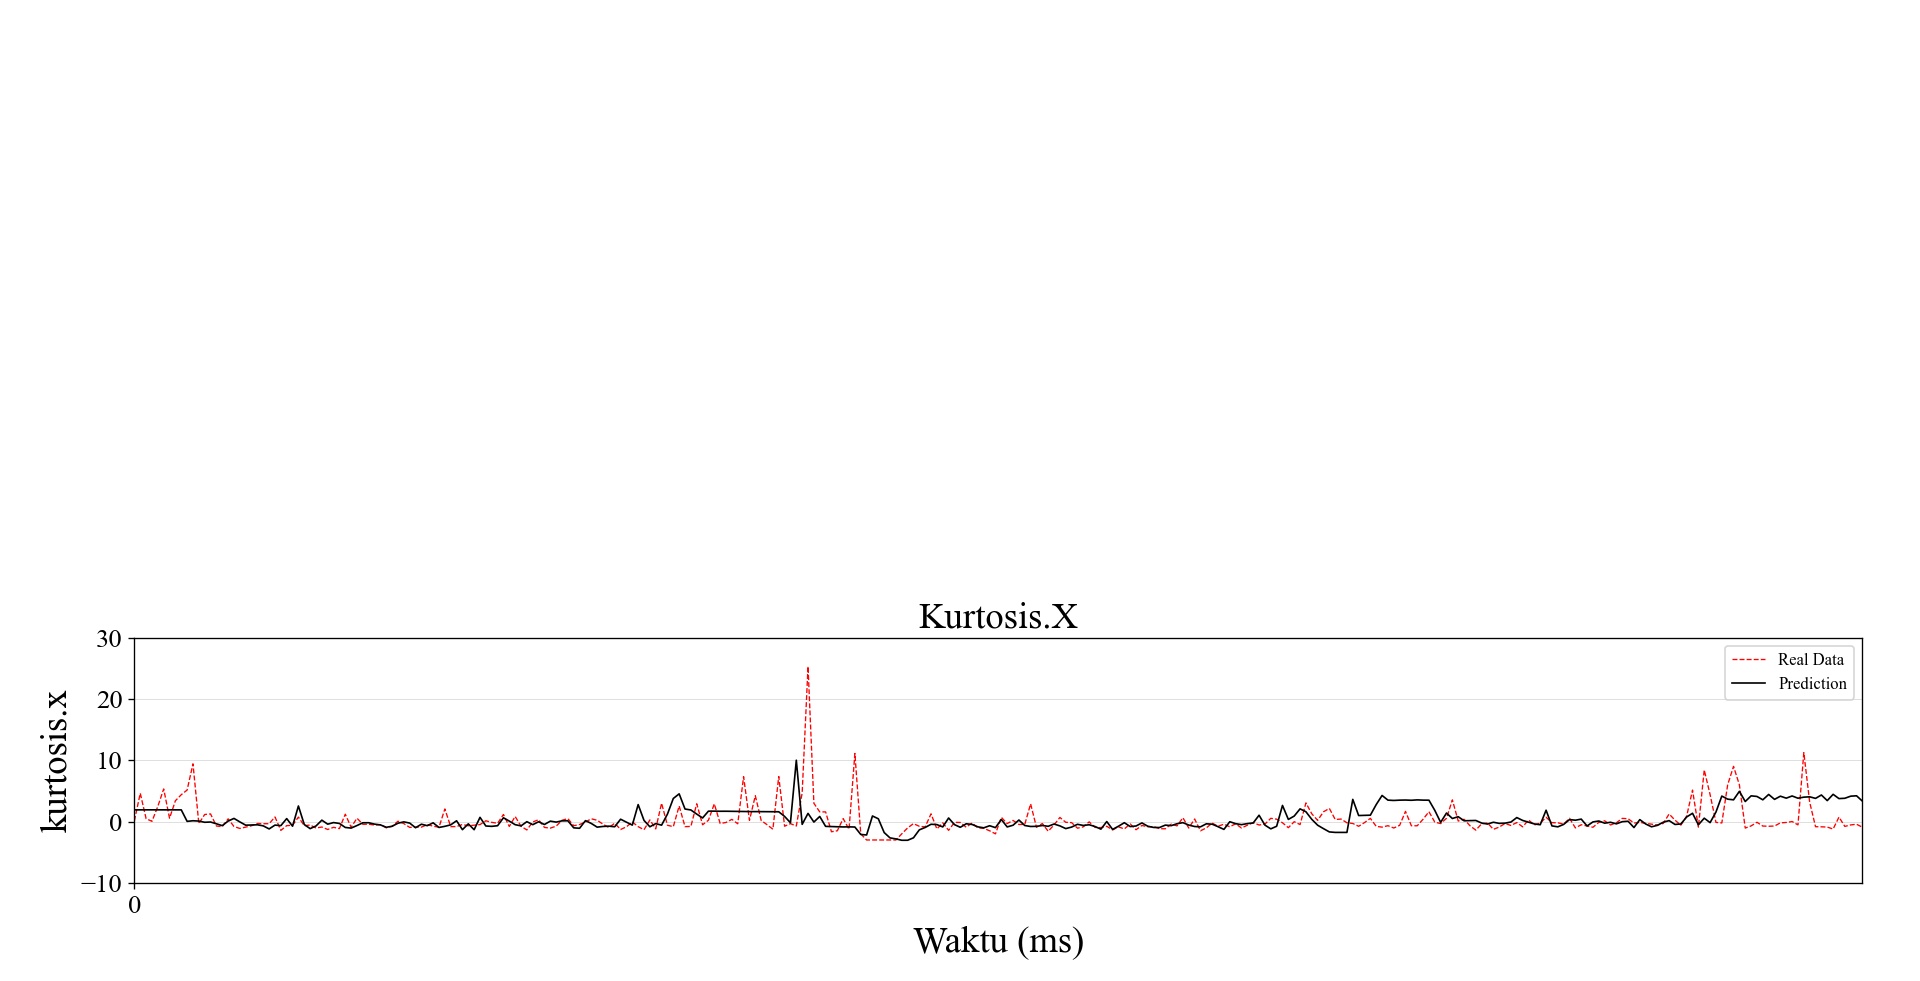 Kurtosis.X
30
20
10
0
−10
kurtosis.x
Real Data
Prediction
0
Waktu (ms)